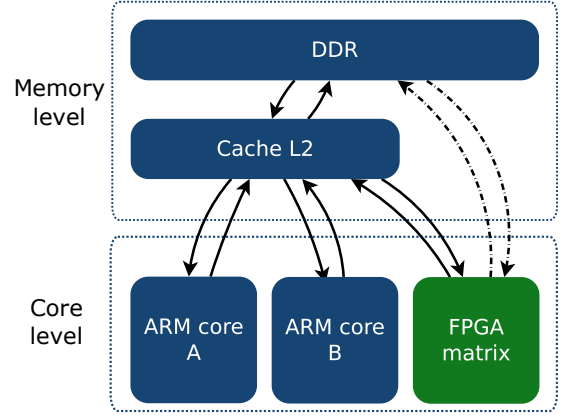 DDR
Memory
level
Cache L2
Core
level
ARM core
A
ARM core
B
FPGA
matrix